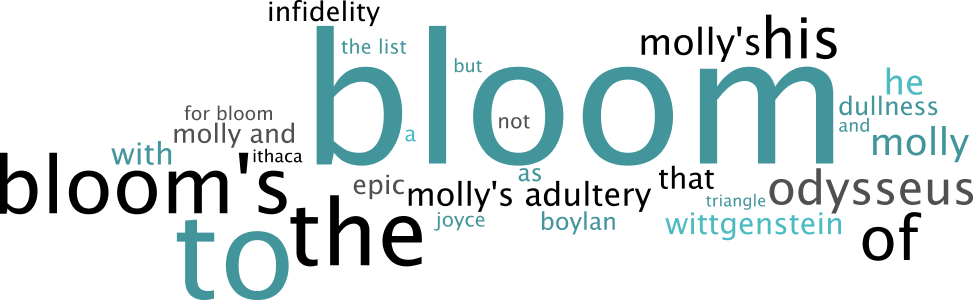 infidelity
the list
bloom
but
molly's
his
he
dullness
and
molly
for bloom
molly and
a
not
with
ithaca
bloom's
epic
molly's adultery
as
that
triangle
odysseus
joyce
boylan
wittgenstein
to
the
of